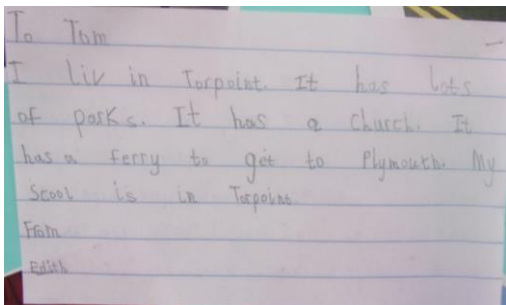 To Tom
I liv in Torpoint. It has lots
of parks. It has a church. It
has a ferry to get to Plymouth. My
Scool is in Torpoint.
From
Edith